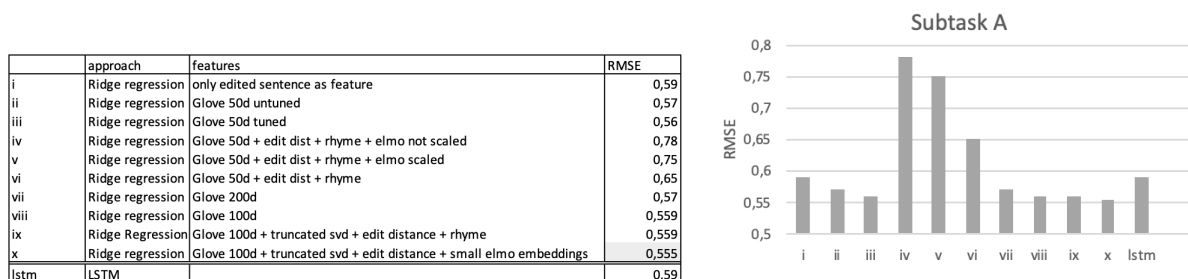 approach features RMSE
i Ridge regression only edited sentence as feature 0,59
ii Ridge regression Glove 50d untuned 0,57
iii Ridge regression Glove 50d tuned 0,56
iv Ridge regression Glove 50d + edit dist + rhyme + elmo not scaled 0,78
v Ridge regression Glove 50d + edit dist + rhyme + elmo scaled 0,75
vi Ridge regression Glove 50d + edit dist + rhyme 0,65
vii Ridge regression Glove 200d 0,57
viii Ridge regression Glove 100d 0,559
ix Ridge Regression Glove 100d + truncated svd + edit distance + rhyme 0,559
x Ridge regression Glove 100d + truncated svd + edit distance + small elmo embeddings 0,555
lstm LSTM 0,59
Subtask A
0,8
0,75
0,7
0,65
0,6
0,55
0,5
RMSE
i ii iii iv v vi vii viii ix x lstm